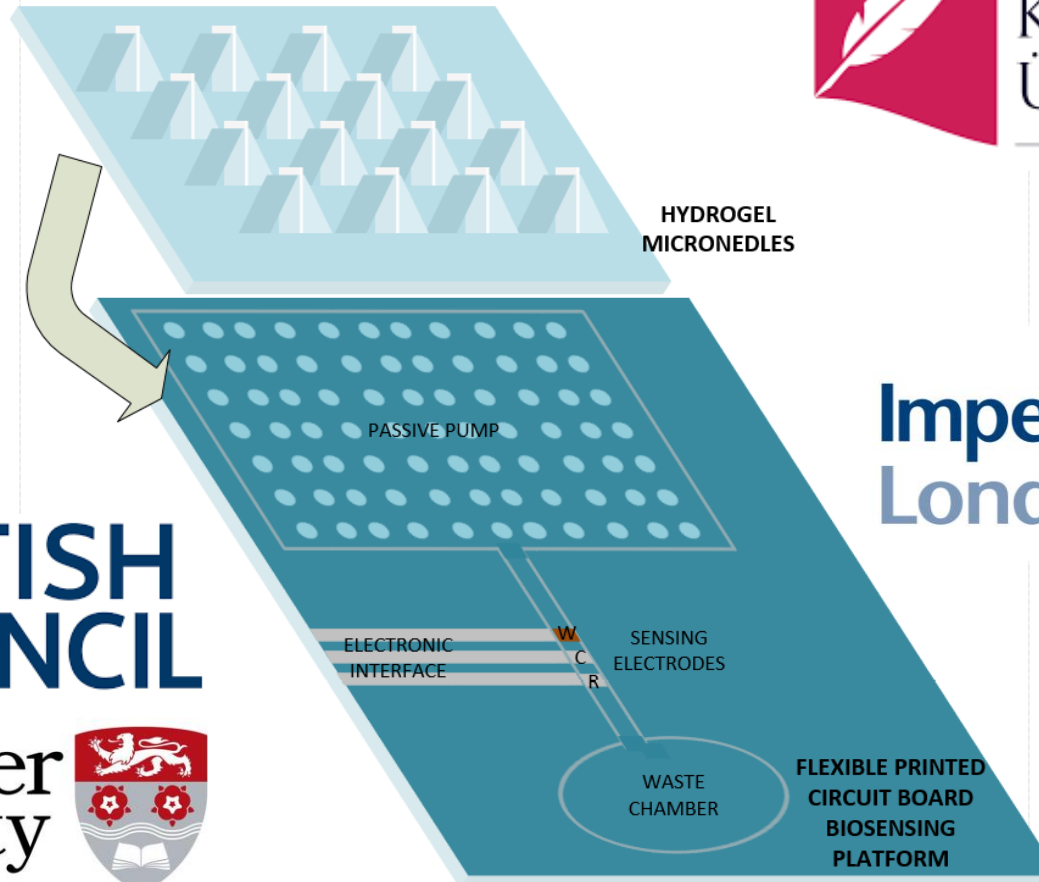 HYDROGEL
MICRONEDLES
PASSIVE PUMP
ELECTRONIC
INTERFACE
W
C
R
SENSING
ELECTRODES
WASTE
CHAMBER
FLEXIBLE PRINTED
CIRCUIT BOARD
BIOSENSING
PLATFORM
K
Ü
Impe
Lond
TISH
NCIL
er
ty